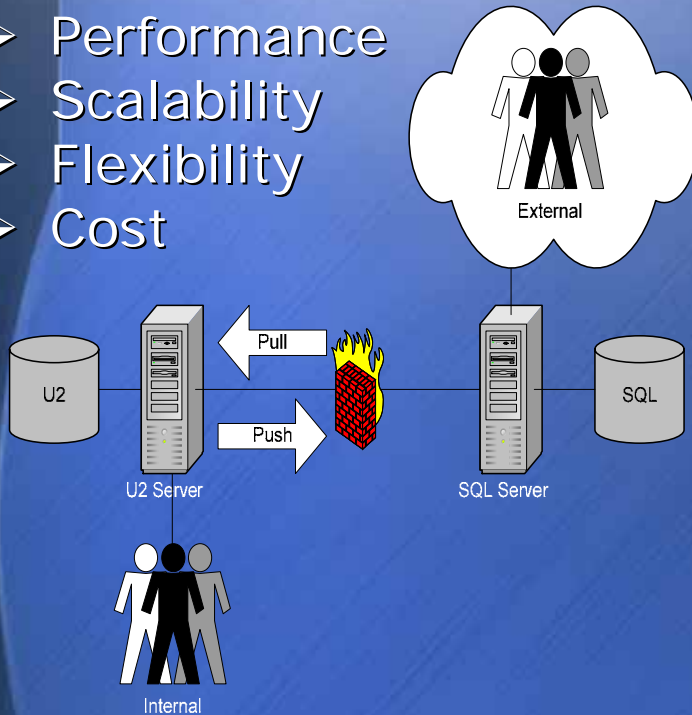 Performance
Scalability
Flexibility
Cost
External
Pull
U2
SQL
Push
U2 Server
SQL Server
Internal